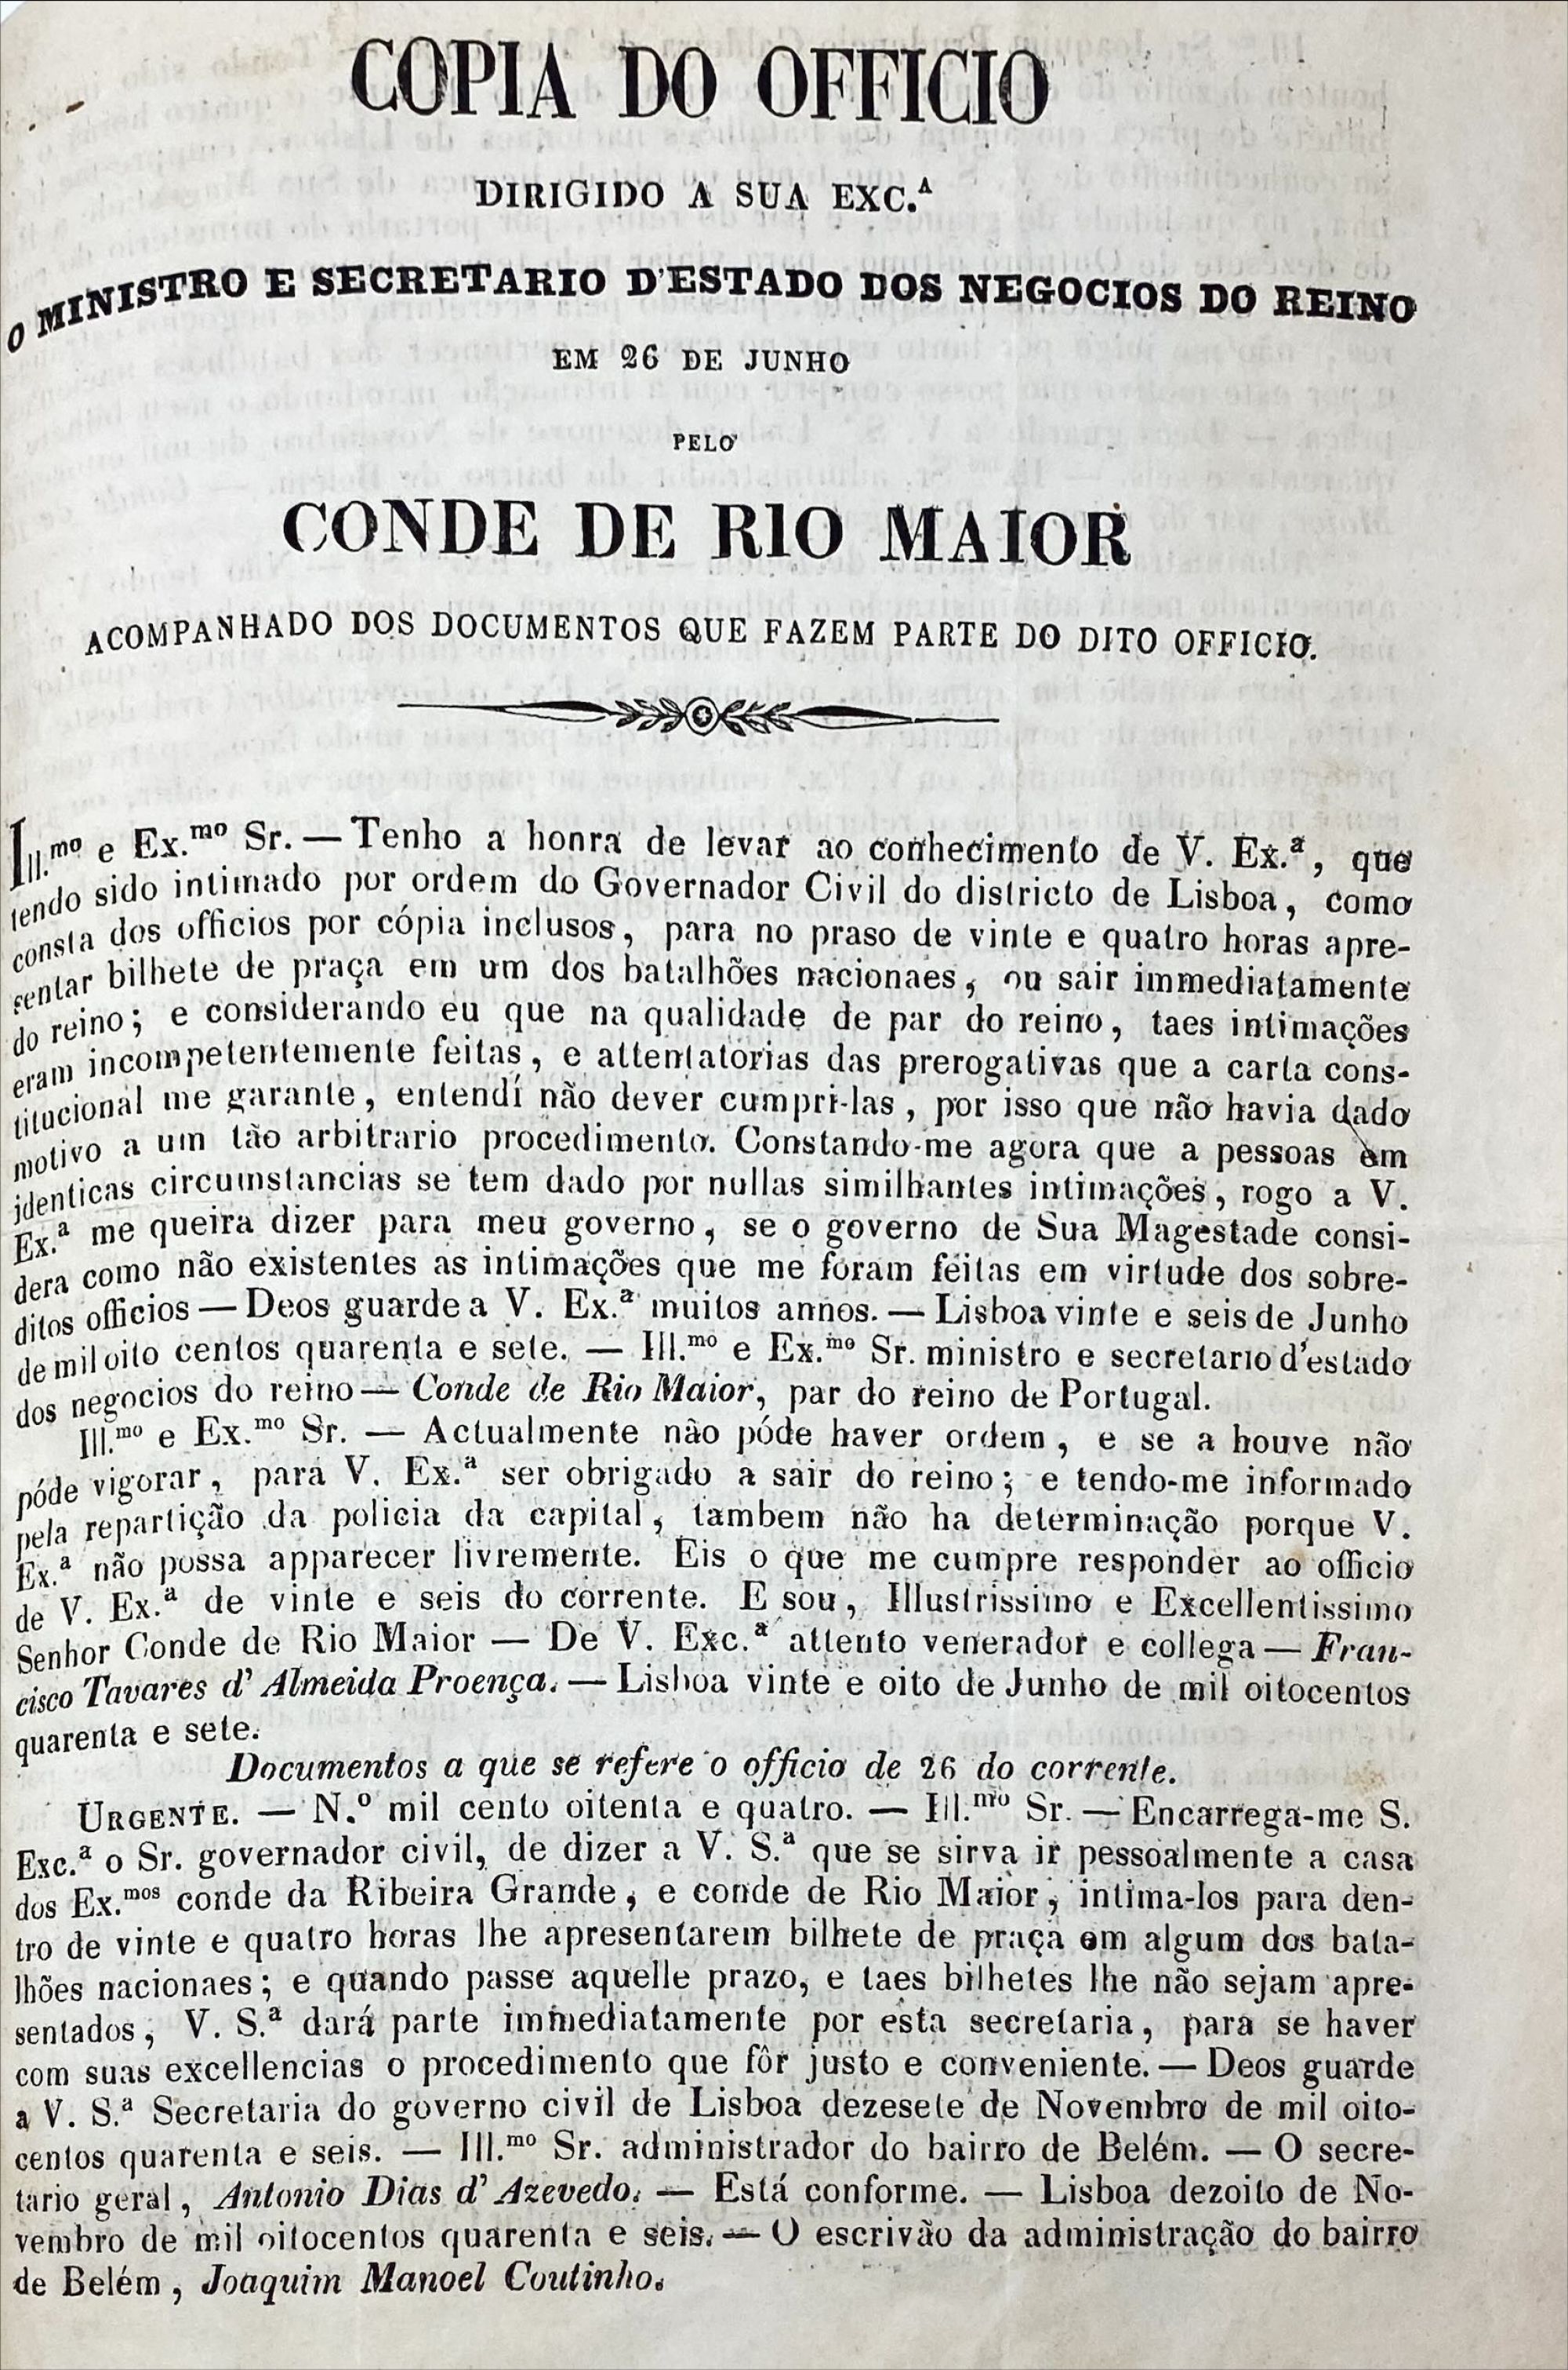 COPIA DO OFFICIO
DIRIGIDO A SUA EXC.ᴬ
O MINISTRO E SECRETARIO D'ESTADO DOS NEGOCIOS DO REINO
EM 26 DE JUNHO
PELO
CONDE DE RIO MAIOR
ACOMPANHADO DOS DOCUMENTOS QUE FAZEM PARTE DO DITO OFFICIO.
Ill.ᵐᵒ e Ex.ᵐᵒ Sr. — Tenho a honra de levar ao conhecimento de V. Ex.ª, que
tendo sido intimado por ordem do Governador Civil do districto de Lisboa, como
consta dos officios por cópia inclusos, para no praso de vinte e quatro horas apre-
sentar bilhete de praça em um dos batalhões nacionaes, ou sair immediatamente
do reino; e considerando eu que na qualidade de par do reino, taes intimações
eram incompetentemente feitas, e attentatorias das prerogativas que a carta cons-
titucional me garante, entendí não dever cumpri-las, por isso que não havia dado
motivo a um tão arbitrario procedimento. Constando-me agora que a pessoas em
identicas circumstancias se tem dado por nullas similhantes intimações, rogo a V.
Ex.ª me queira dizer para meu governo, se o governo de Sua Magestade consi-
dera como não existentes as intimações que me foram feitas em virtude dos sobre-
ditos officios — Deos guarde a V. Ex.ª muitos annos. — Lisboa vinte e seis de Junho
de mil oito centos quarenta e sete. — Ill.ᵐᵒ e Ex.ᵐᵒ Sr. ministro e secretario d'estado
dos negocios do reino — Conde de Rio Maior, par do reino de Portugal.
Ill.ᵐᵒ e Ex.ᵐᵒ Sr. — Actualmente não póde haver ordem, e se a houve não
póde vigorar, para V. Ex.ª ser obrigado a sair do reino; e tendo-me informado
pela repartição da policia da capital, tambem não ha determinação porque V.
Ex.ª não possa apparecer livremente. Eis o que me cumpre responder ao officio
de V. Ex.ª de vinte e seis do corrente. E sou, Illustrissimo e Excellentissimo
Senhor Conde de Rio Maior — De V. Exc.ª attento venerador e collega — Fran-
cisco Tavares d' Almeida Proença. — Lisboa vinte e oito de Junho de mil oitocentos
quarenta e sete.
Documentos a que se refere o officio de 26 do corrente.
URGENTE. — N.º mil cento oitenta e quatro. — Ill.ᵐᵒ Sr. — Encarrega-me S.
Exc.ª o Sr. governador civil, de dizer a V. S.ª que se sirva ir pessoalmente a casa
dos Ex.ᵐᵒˢ conde da Ribeira Grande, e conde de Rio Maior, intima-los para den-
tro de vinte e quatro horas lhe apresentarem bilhete de praça em algum dos bata-
lhões nacionaes; e quando passe aquelle prazo, e taes bilhetes lhe não sejam apre-
sentados, V. S.ª dará parte immediatamente por esta secretaria, para se haver
com suas excellencias o procedimento que fôr justo e conveniente. — Deos guarde
a V. S.ª Secretaria do governo civil de Lisboa dezesete de Novembro de mil oito-
centos quarenta e seis. — Ill.ᵐᵒ Sr. administrador do bairro de Belém. — O secre-
tario geral, Antonio Dias d' Azevedo. — Está conforme. — Lisboa dezoito de No-
vembro de mil oitocentos quarenta e seis. — O escrivão da administração do bairro
de Belém, Joaquim Manoel Coutinho.